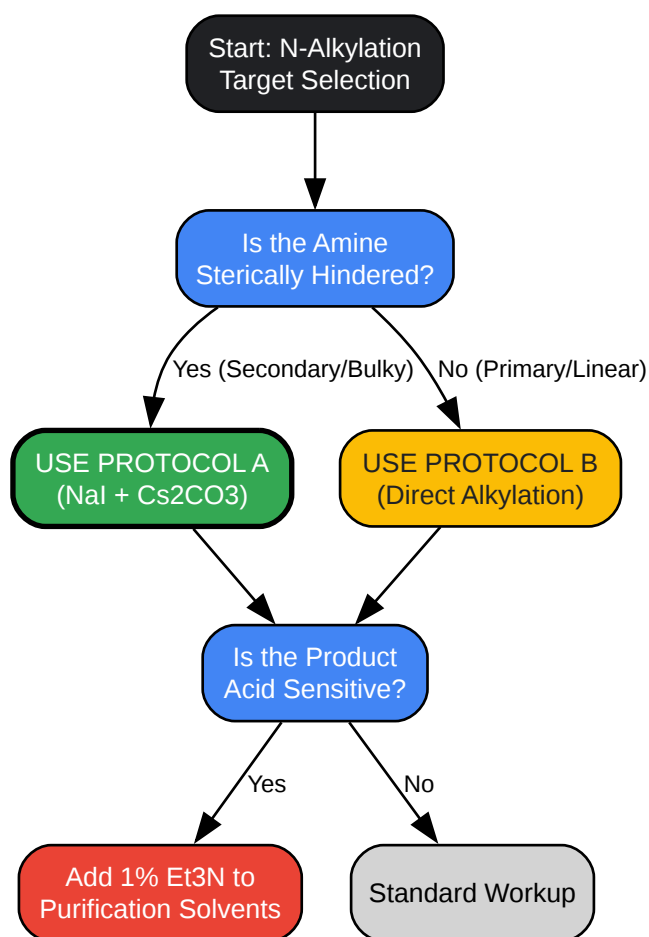 Start: N-Alkylation
Target Selection
Is the Amine
Sterically Hindered?
Yes (Secondary/Bulky)
No (Primary/Linear)
USE PROTOCOL A
(NaI + Cs2CO3)
USE PROTOCOL B
(Direct Alkylation)
Is the Product
Acid Sensitive?
Yes
No
Add 1% Et3N to
Purification Solvents
Standard Workup